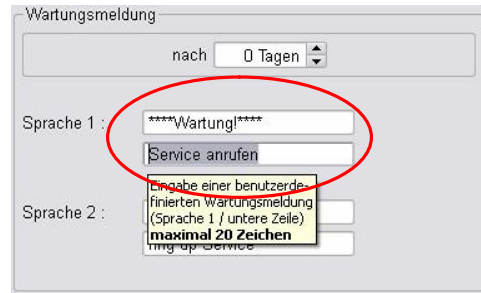 Wartungsmeldung
nach 0 Tagen
Sprache 1 : ****Wartung!****
Service anrufen
Eingabe einer benutzerde-
finierten Wartungsmeldung
(Sprache 1 / untere Zeile)
maximal 20 Zeichen
Sprache 2 :
ring up Service